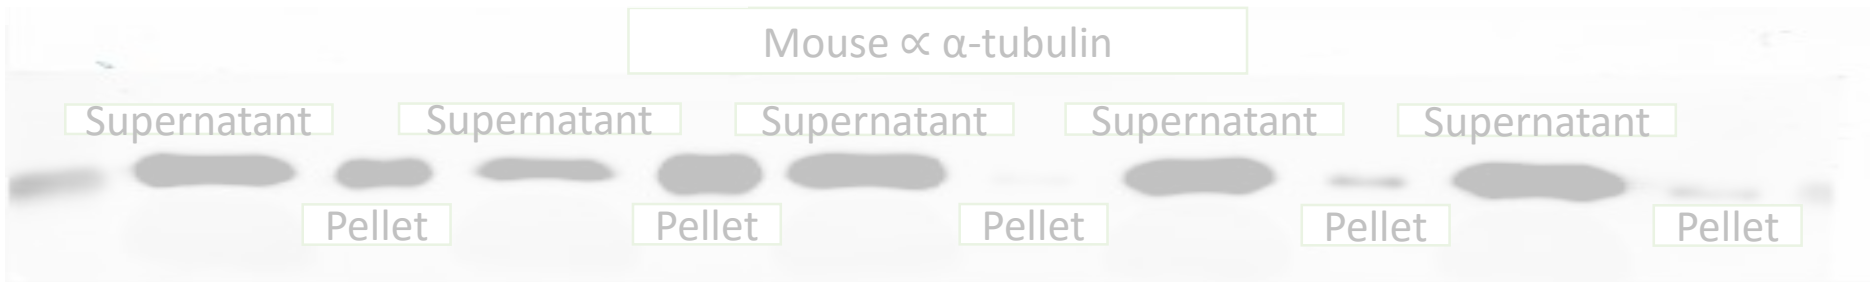 Mouse ∝ α-tubulin
Supernatant Supernatant Supernatant Supernatant Supernatant
Pellet Pellet Pellet Pellet Pellet